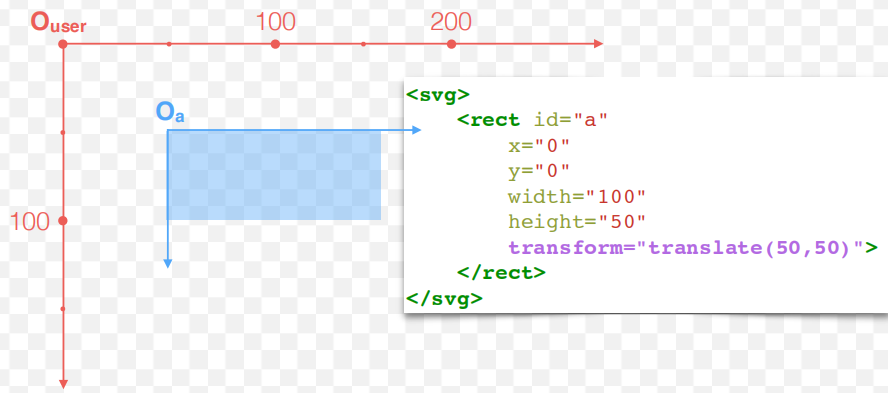 Ouser
100
200
Oa
100
<svg>
<rect id="a"
x="0"
y="0"
width="100"
height="50"
transform="translate(50,50)">
</rect>
</svg>